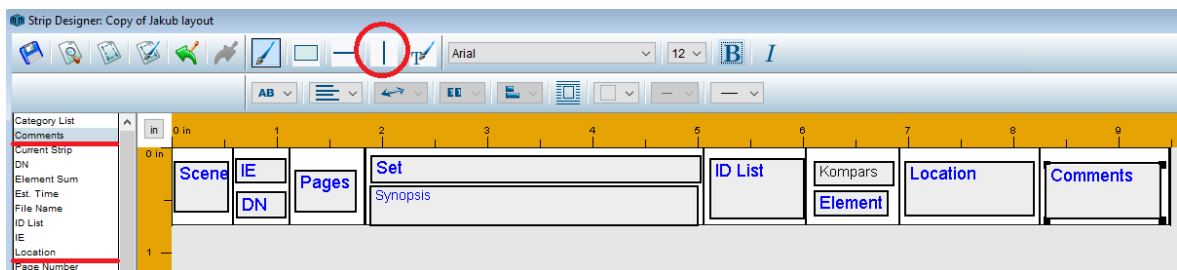 Strip Designer: Copy of Jakub layout
T Arial 12 B I
AB
Category List
Comments
Current Strip
DN
Element Sum
Est. Time
File Name
ID List
IE
Location
Page Number
in 0 in 1 2 3 4 5 6 7 8 9
0 in
1
Scene IE Pages Set ID List Kompars Location Comments
DN Synopsis Element